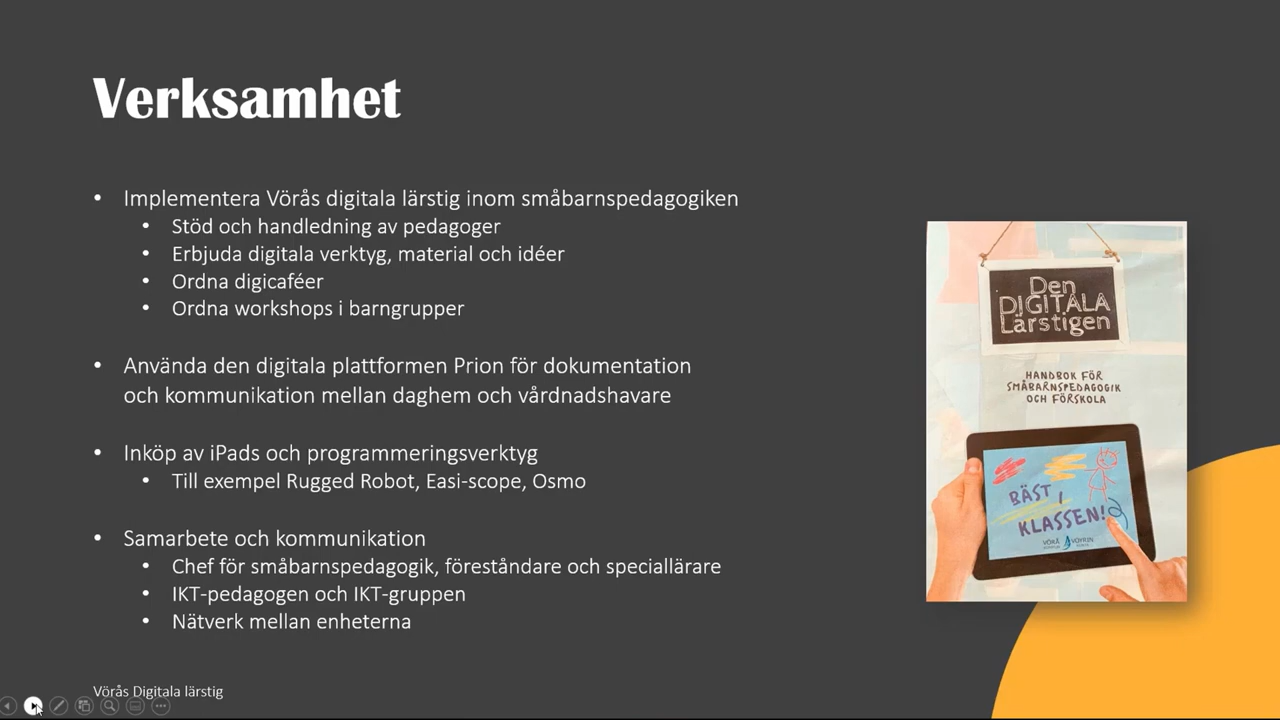 Verksamhet
• Implementera Vörås digitala lärstig inom småbarnspedagogiken
• Stöd och handledning av pedagoger
• Erbjuda digitala verktyg, material och idéer
• Ordna digicaféer
• Ordna workshops i barngrupper
• Använda den digitala plattformen Prion för dokumentation
och kommunikation mellan daghem och vårdnadshavare
• Inköp av iPads och programmeringsverktyg
• Till exempel Rugged Robot, Easi-scope, Osmo
• Samarbete och kommunikation
• Chef för småbarnspedagogik, föreståndare och speciallärare
• IKT-pedagogen och IKT-gruppen
• Nätverk mellan enheterna
Den
DIGITALA
Lärstigen
HANDBOK FÖR
SMÅBARNSPEDAGOGIK
OCH FÖRSKOLA
BÄST I
KLASSEN!
VÖRÅ VÖYRIN
Vörås Digitala lärstig